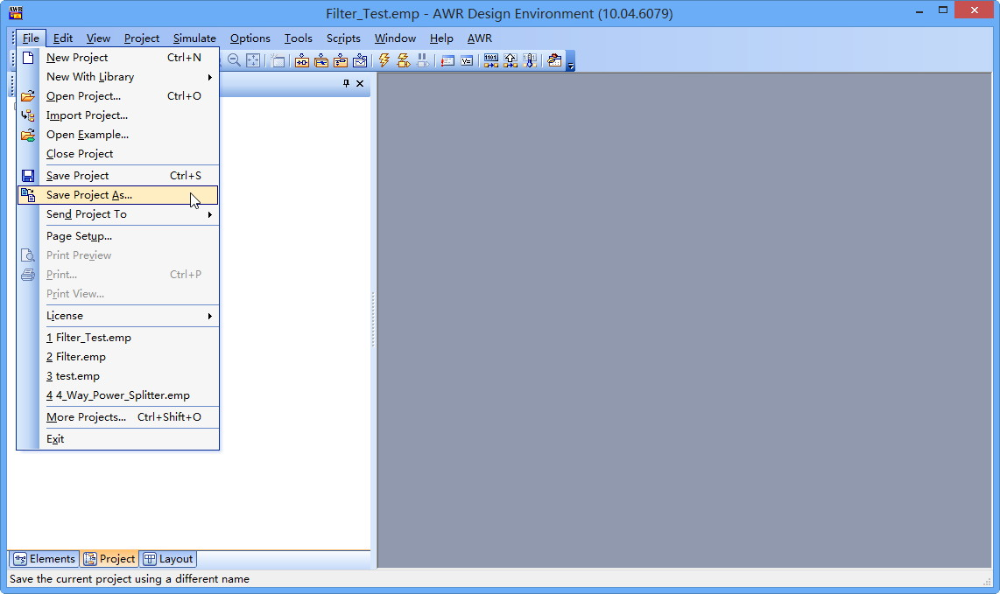 Filter_Test.emp - AWR Design Environment (10.04.6079)
File Edit View Project Simulate Options Tools Scripts Window Help AWR
New Project Ctrl+N
New With Library
Open Project... Ctrl+O
Import Project...
Open Example...
Close Project
Save Project Ctrl+S
Save Project As...
Send Project To
Page Setup...
Print Preview
Print... Ctrl+P
Print View...
License
1 Filter_Test.emp
2 Filter.emp
3 test.emp
4 4_Way_Power_Splitter.emp
More Projects... Ctrl+Shift+O
Exit
Elements Project Layout
Save the current project using a different name